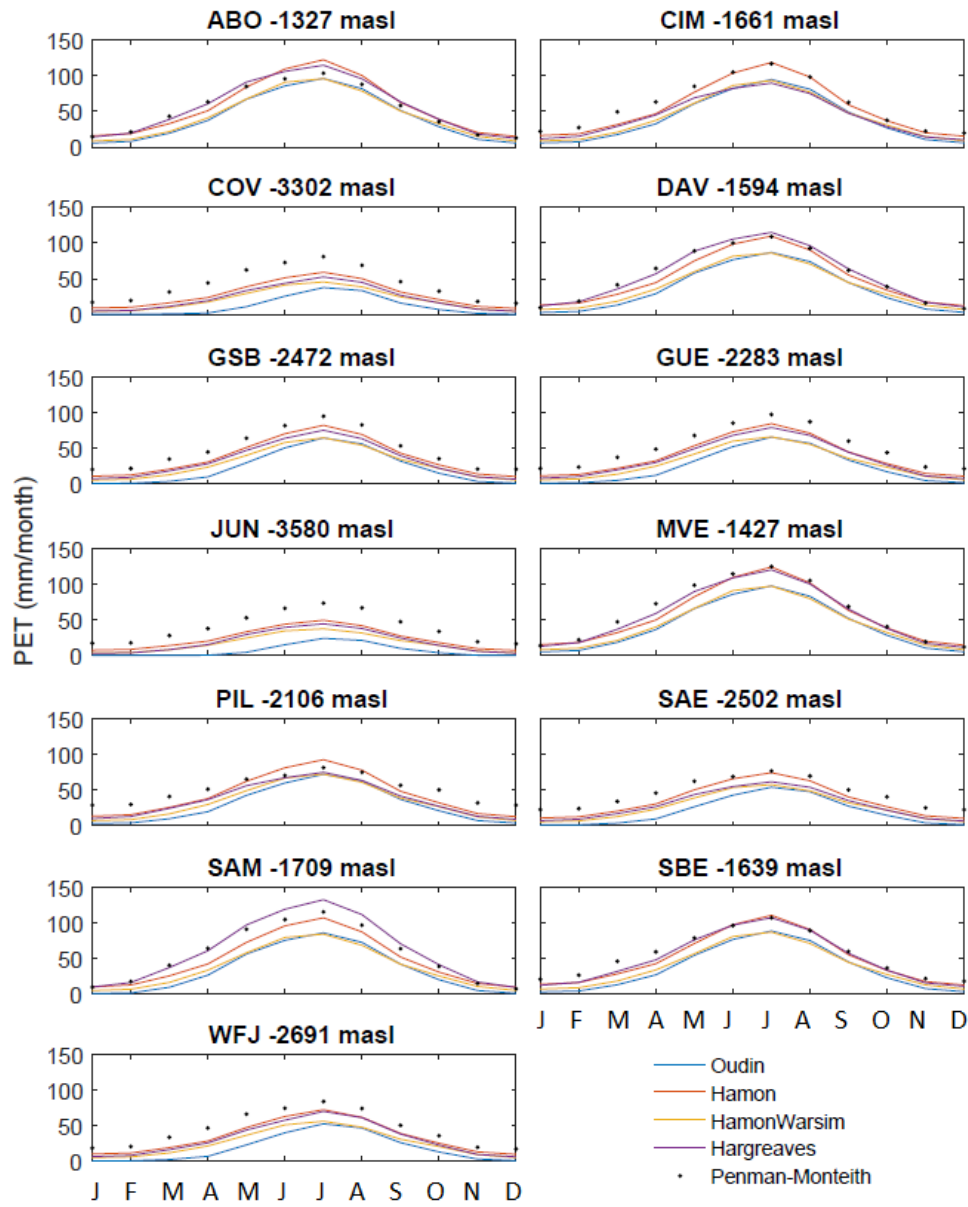 ABO -1327 masl
CIM -1661 masl
150
100
50
0
COV -3302 masl
DAV -1594 masl
150
100
50
0
GSB -2472 masl
GUE -2283 masl
150
100
50
0
JUN -3580 masl
MVE -1427 masl
150
100
50
0
PET (mm/month)
PIL -2106 masl
SAE -2502 masl
150
100
50
0
SAM -1709 masl
SBE -1639 masl
150
100
50
0
J F M A M J J A S O N D
WFJ -2691 masl
150
100
50
0
J F M A M J J A S O N D
Oudin
Hamon
HamonWarsim
Hargreaves
Penman-Monteith